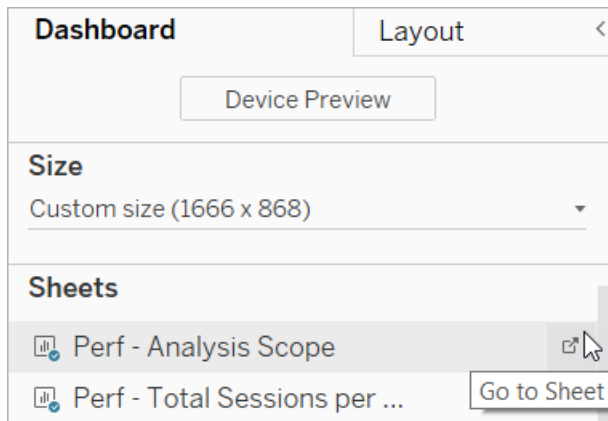 Dashboard
Layout
Device Preview
Size
Custom size (1666 x 868)
Sheets
Perf - Analysis Scope
Perf - Total Sessions per ...
Go to Sheet